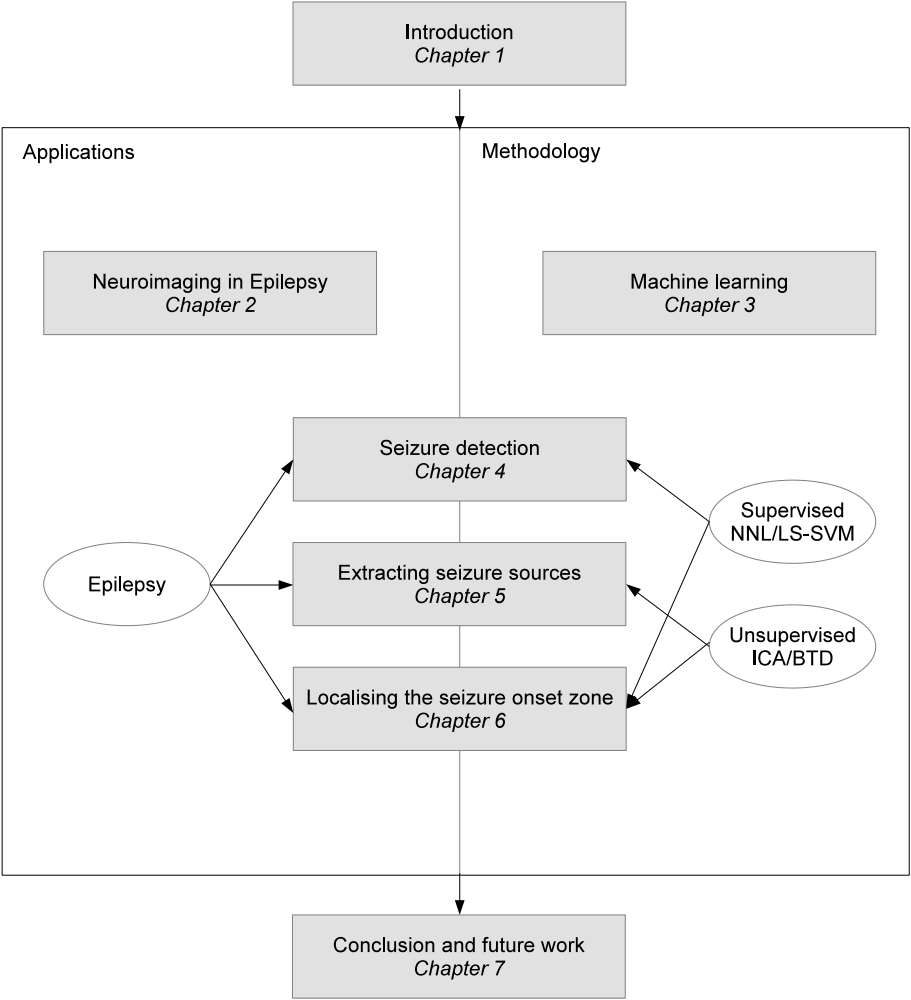 Introduction
Chapter 1
Applications
Methodology
Neuroimaging in Epilepsy
Chapter 2
Machine learning
Chapter 3
Seizure detection
Chapter 4
Supervised
NNL/LS-SVM
Epilepsy
Extracting seizure sources
Chapter 5
Unsupervised
ICA/BTD
Localising the seizure onset zone
Chapter 6
Conclusion and future work
Chapter 7